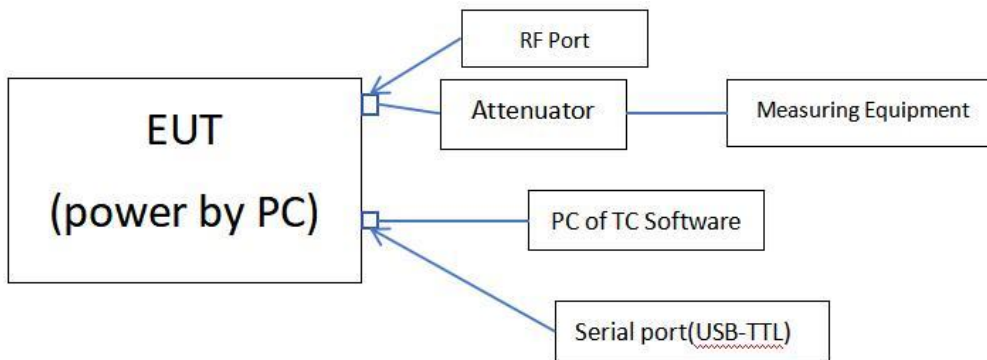 RF Port
EUT
(power by PC)
Attenuator
Measuring Equipment
PC of TC Software
Serial port(USB-TTL)